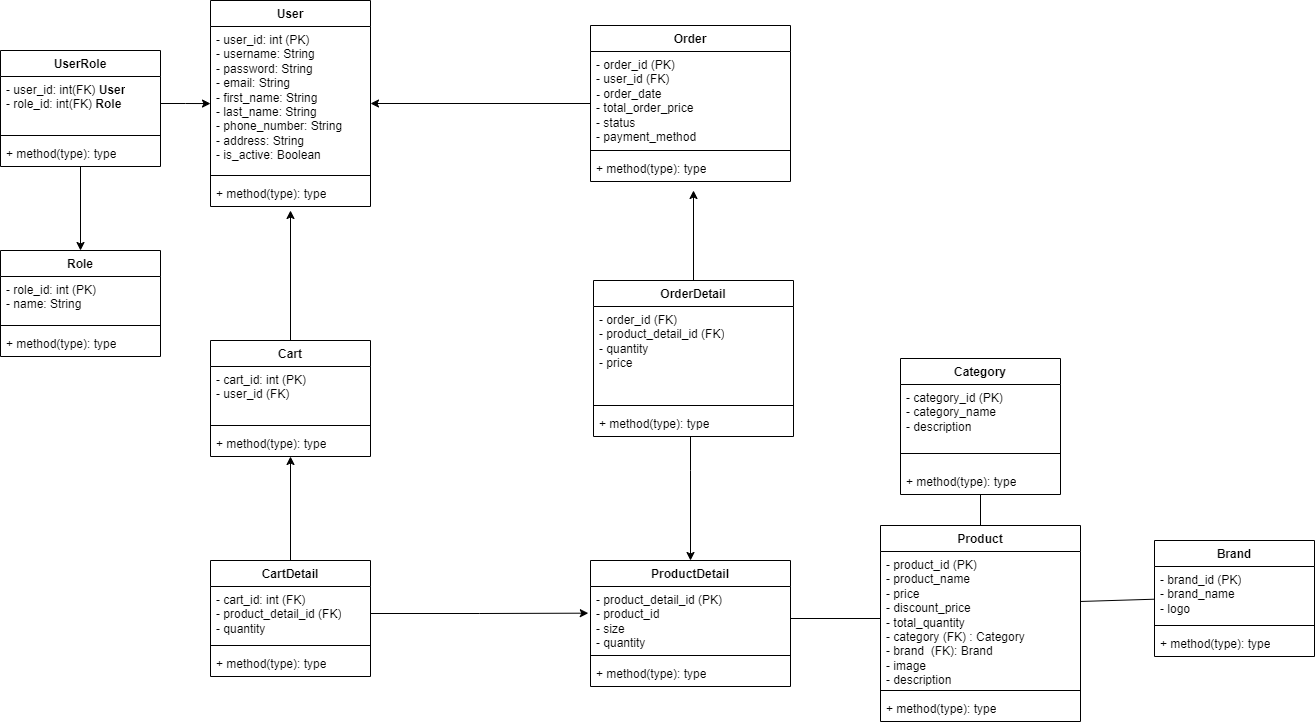 User
- user_id: int (PK)
- username: String
- password: String
- email: String
- first_name: String
- last_name: String
- phone_number: String
- address: String
- is_active: Boolean
+ method(type): type
Order
- order_id (PK)
- user_id (FK)
- order_date
- total_order_price
- status
- payment_method
+ method(type): type
UserRole
- user_id: int(FK) User
- role_id: int(FK) Role
+ method(type): type
Role
- role_id: int (PK)
- name: String
+ method(type): type
OrderDetail
- order_id (FK)
- product_detail_id (FK)
- quantity
- price
+ method(type): type
Cart
- cart_id: int (PK)
- user_id (FK)
+ method(type): type
Category
- category_id (PK)
- category_name
- description
+ method(type): type
CartDetail
- cart_id: int (FK)
- product_detail_id (FK)
- quantity
+ method(type): type
ProductDetail
- product_detail_id (PK)
- product_id
- size
- quantity
+ method(type): type
Product
- product_id (PK)
- product_name
- price
- discount_price
- total_quantity
- category (FK) : Category
- brand  (FK): Brand
- image
- description
+ method(type): type
Brand
- brand_id (PK)
- brand_name
- logo
+ method(type): type